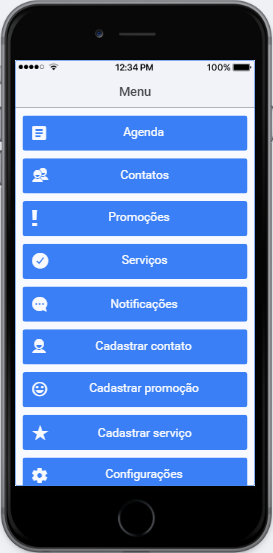 12:34 PM 100%
Menu
Agenda
Contatos
Promoções
Serviços
Notificações
Cadastrar contato
Cadastrar promoção
Cadastrar serviço
Configurações